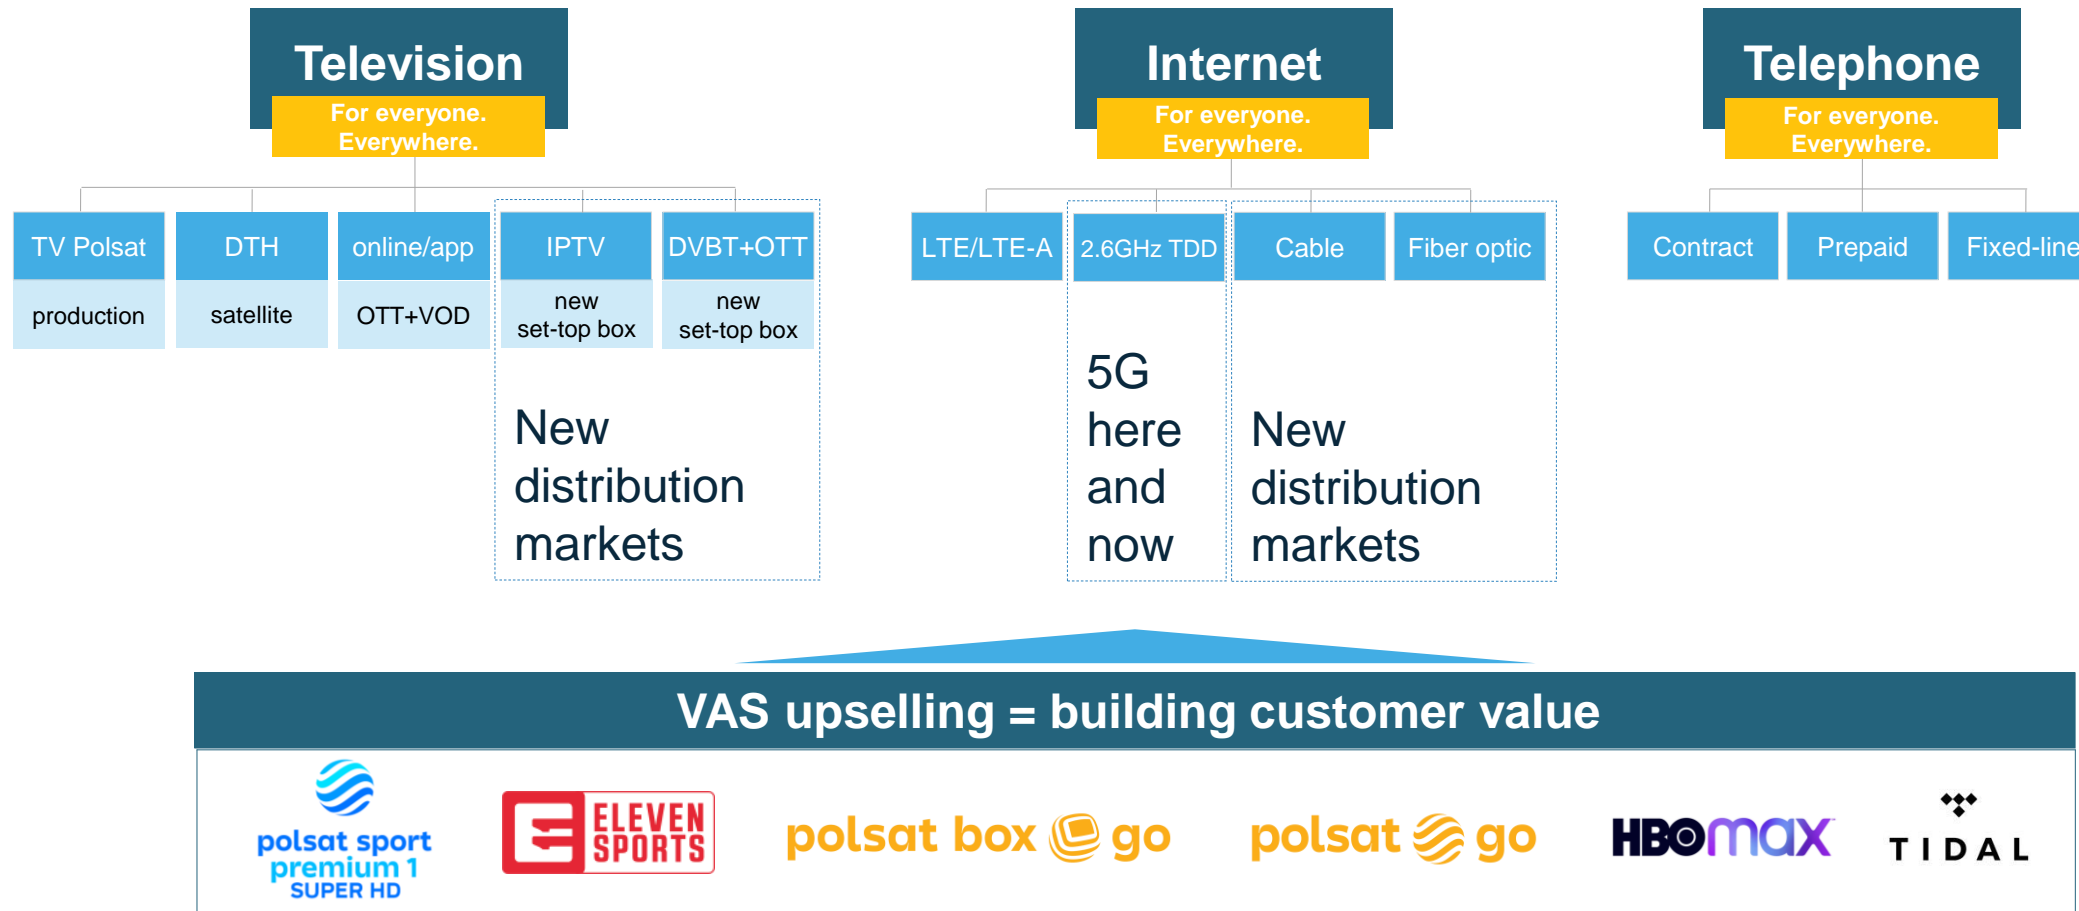 Television
For everyone.
Everywhere.
TV Polsat
production
DTH
satellite
online/app
OTT+VOD
IPTV
new
set-top box
DVBT+OTT
new
set-top box
New
distribution
markets
Internet
For everyone.
Everywhere.
LTE/LTE-A
2.6GHz TDD
Cable
Fiber optic
5G
here
and
now
New
distribution
markets
Telephone
For everyone.
Everywhere.
Contract
Prepaid
Fixed-line
VAS upselling = building customer value
polsat sport
premium 1
SUPER HD
ELEVEN
SPORTS
polsat box go
polsat go
HBOmax
TIDAL